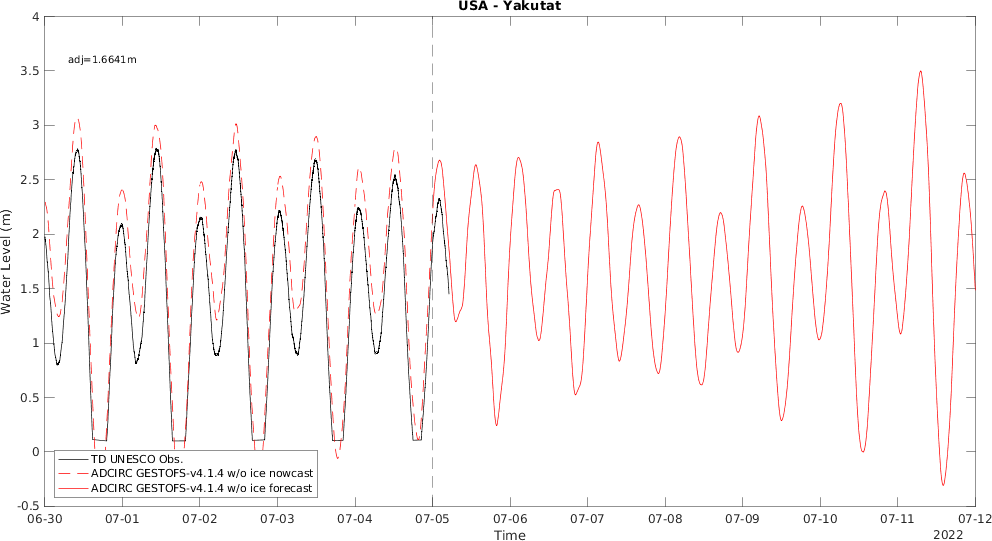 USA - Yakutat
4
3.5
3
2.5
2
1.5
1
0.5
0
-0.5
Water Level (m)
adj=1.6641m
TD UNESCO Obs.
ADCIRC GESTOFS-v4.1.4 w/o ice nowcast
ADCIRC GESTOFS-v4.1.4 w/o ice forecast
06-30 07-01 07-02 07-03 07-04 07-05 07-06 07-07 07-08 07-09 07-10 07-11 07-12
Time
2022